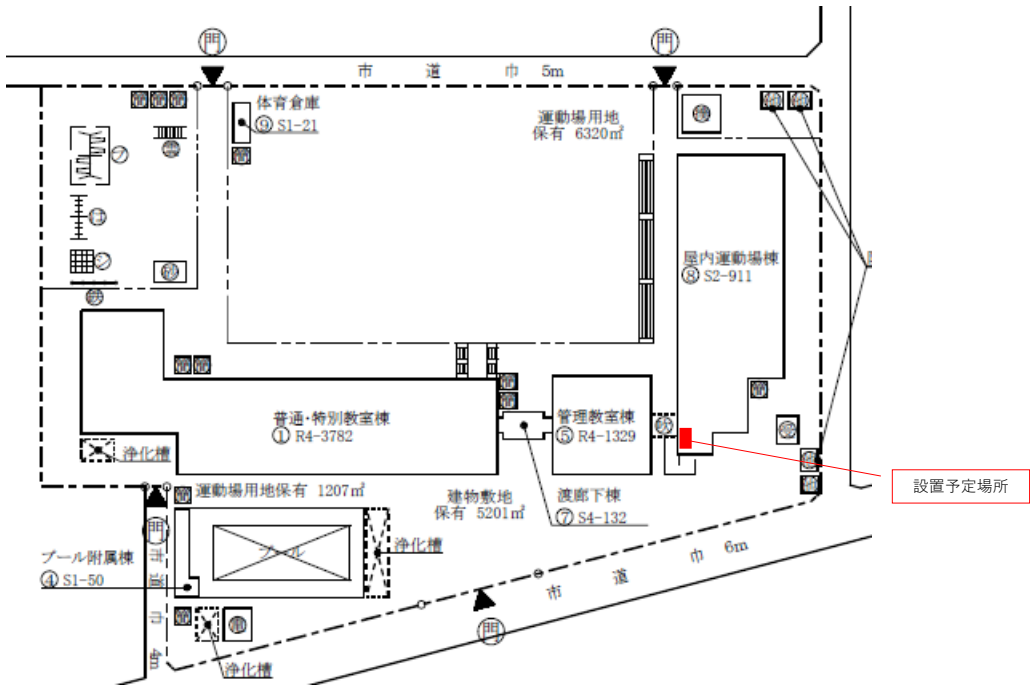 門
門
市 道 巾 5m
体育倉庫
⑨ S1-21
運動場用地
保有 6320㎡
屋内運動場棟
⑧ S2-911
普通・特別教室棟
① R4-3782
管理教室棟
⑤ R4-1329
浄化槽
設置予定場所
運動場用地保有 1207㎡
建物敷地
保有 5201㎡
渡廊下棟
⑦ S4-132
門
プール
浄化槽
プール附属棟
④ S1-50
市道 巾 4m
市 道 巾 6m
門
浄化槽